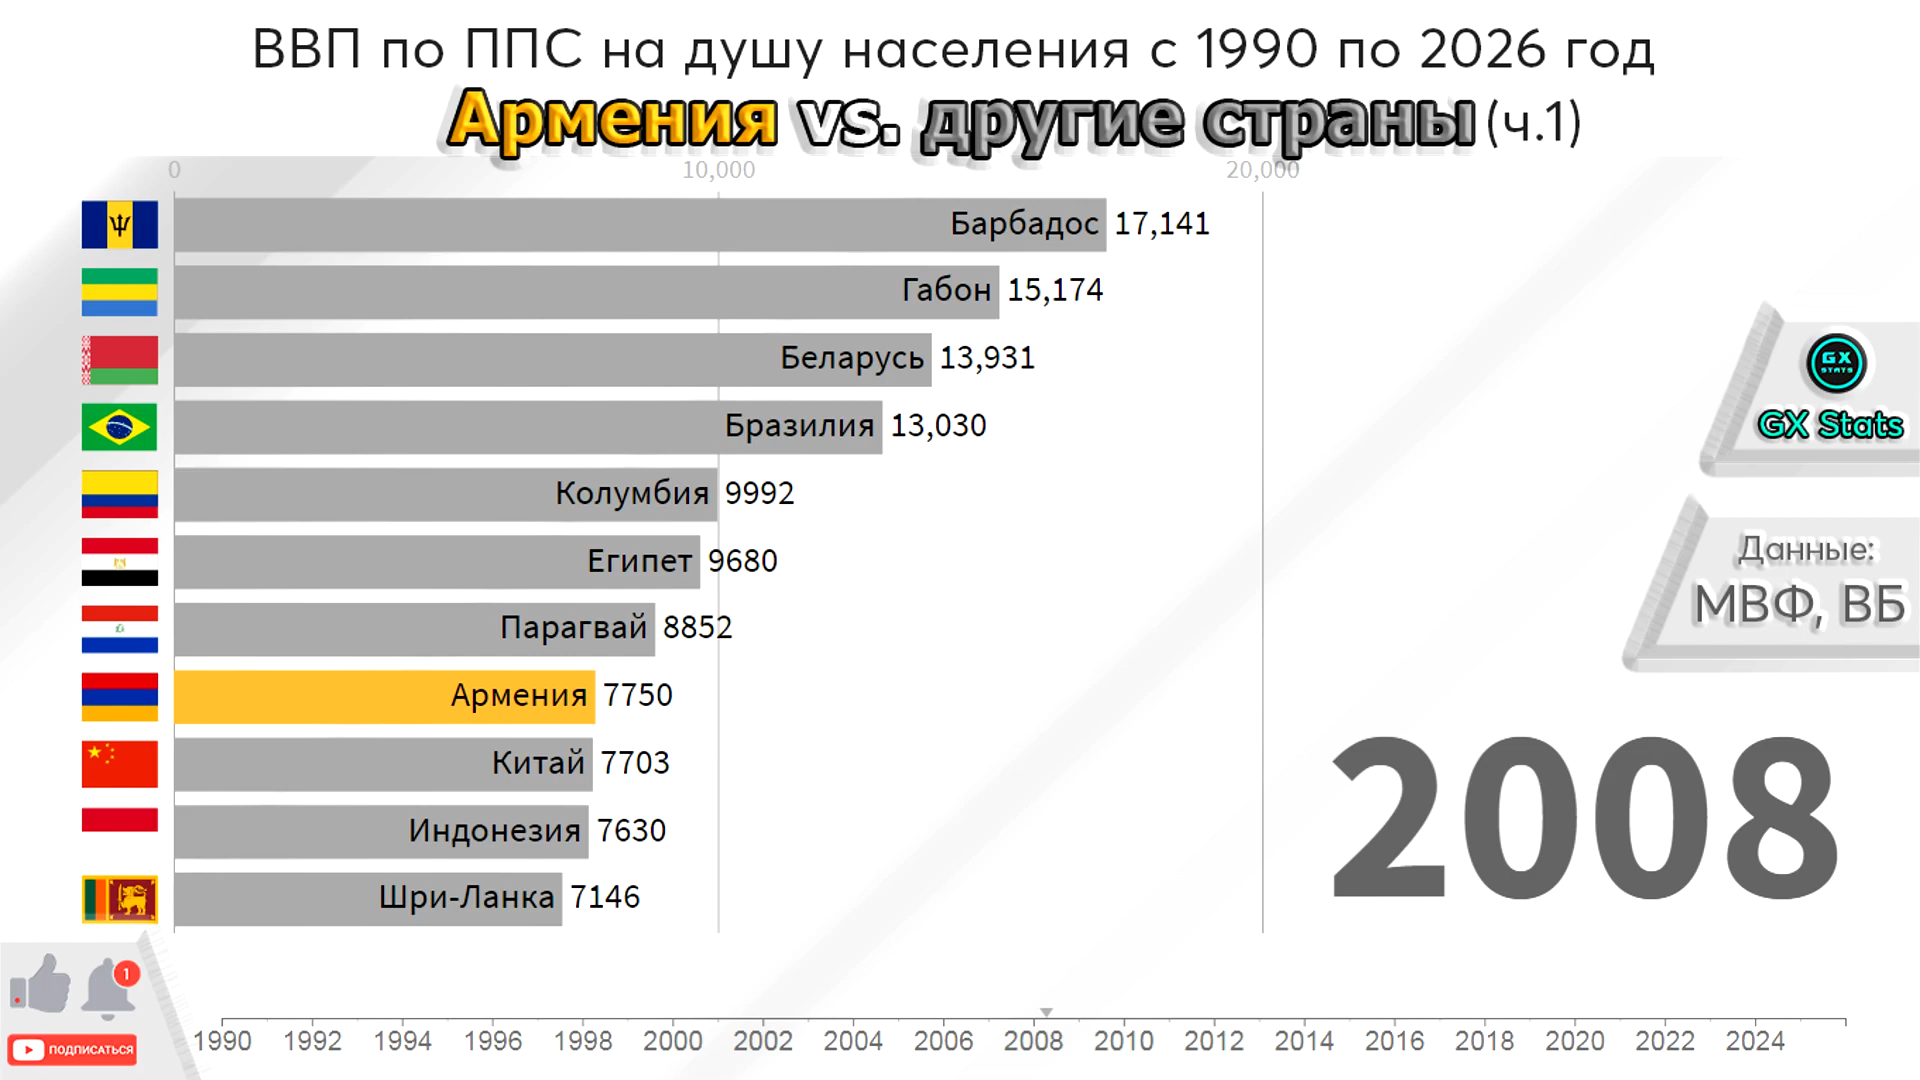 ВВП по ППС на душу населения с 1990 по 2026 год
Армения vs. другие страны (ч.1)
0 10,000 20,000
Барбадос 17,141
Габон 15,174
Беларусь 13,931
Бразилия 13,030
Колумбия 9992
Египет 9680
Парагвай 8852
Армения 7750
Китай 7703
Индонезия 7630
Шри-Ланка 7146
GX
STATS
GX Stats
Данные:
МВФ, ВБ
2008
1
ПОДПИСАТЬСЯ
1990 1992 1994 1996 1998 2000 2002 2004 2006 2008 2010 2012 2014 2016 2018 2020 2022 2024